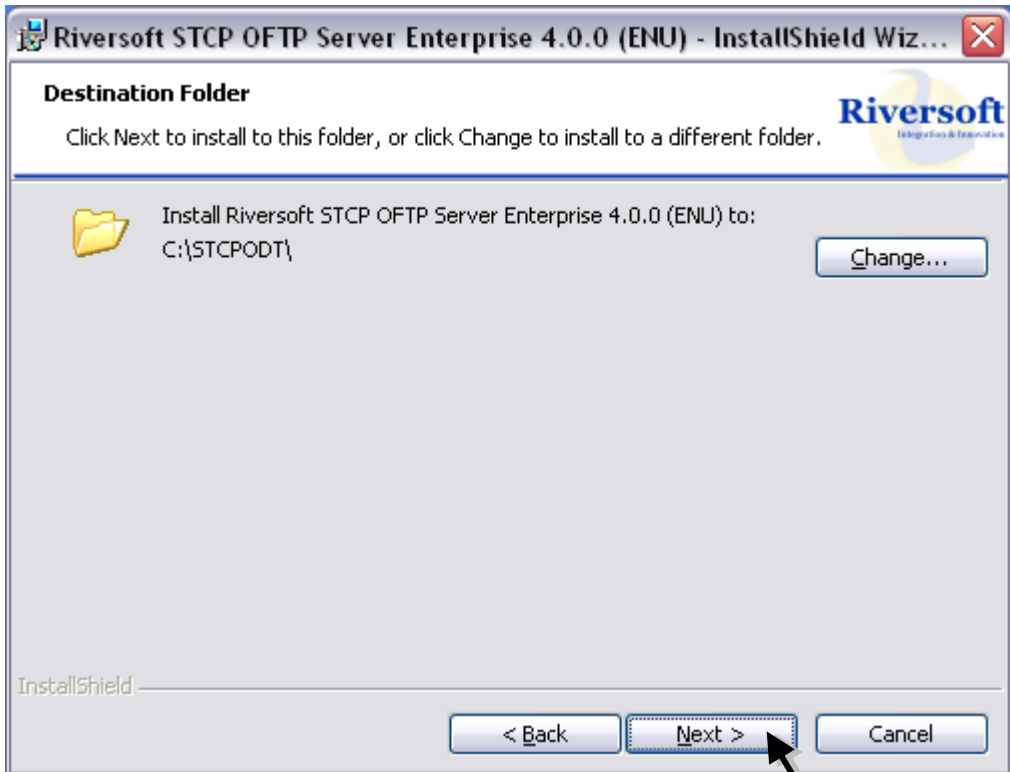 Riversoft STCP OFTP Server Enterprise 4.0.0 (ENU) - InstallShield Wiz...
Destination Folder
Click Next to install to this folder, or click Change to install to a different folder.
Riversoft
Integration & Innovation
Install Riversoft STCP OFTP Server Enterprise 4.0.0 (ENU) to:
C:\STCPODT\
Change...
InstallShield
< Back
Next >
Cancel